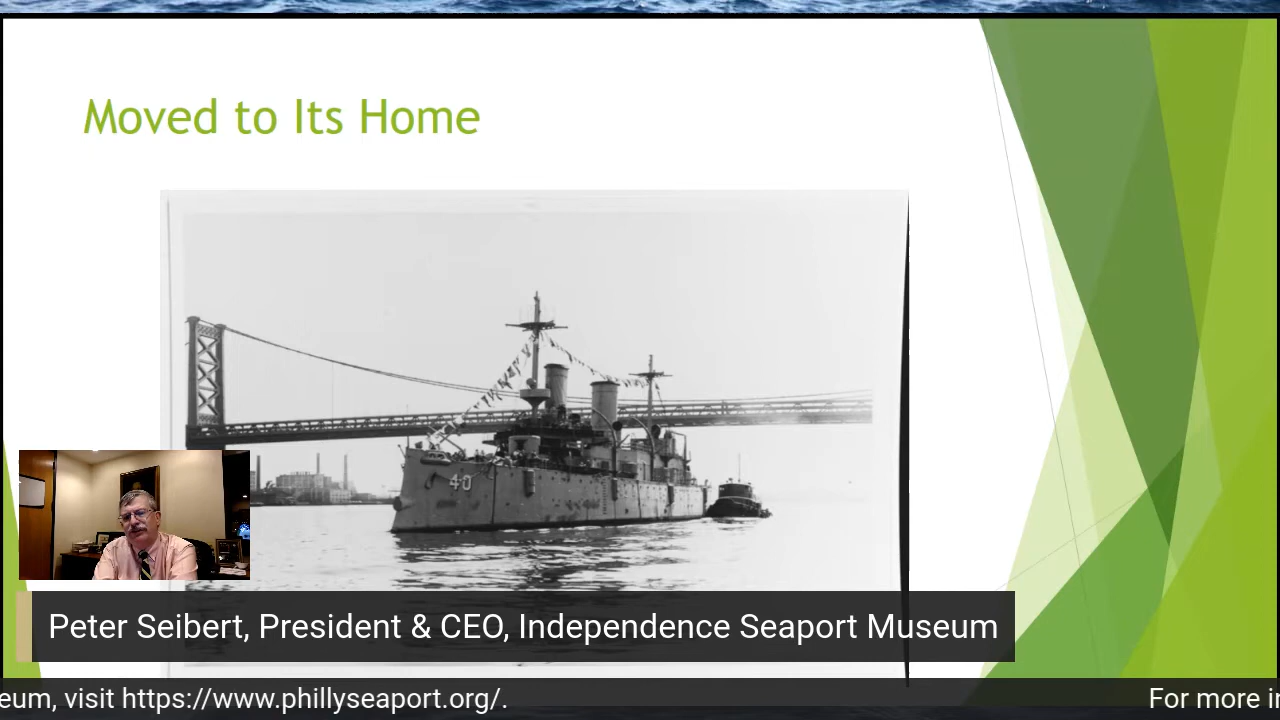 Moved to Its Home
40
Peter Seibert, President & CEO, Independence Seaport Museum
eum, visit https://www.phillyseaport.org/. For more in